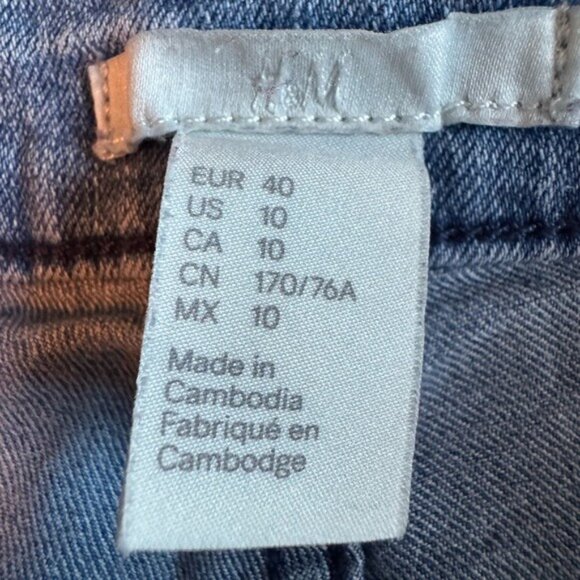 H&M
EUR 40
US 10
CA 10
CN 170/76A
MX 10
Made in
Cambodia
Fabriqué en
Cambodge